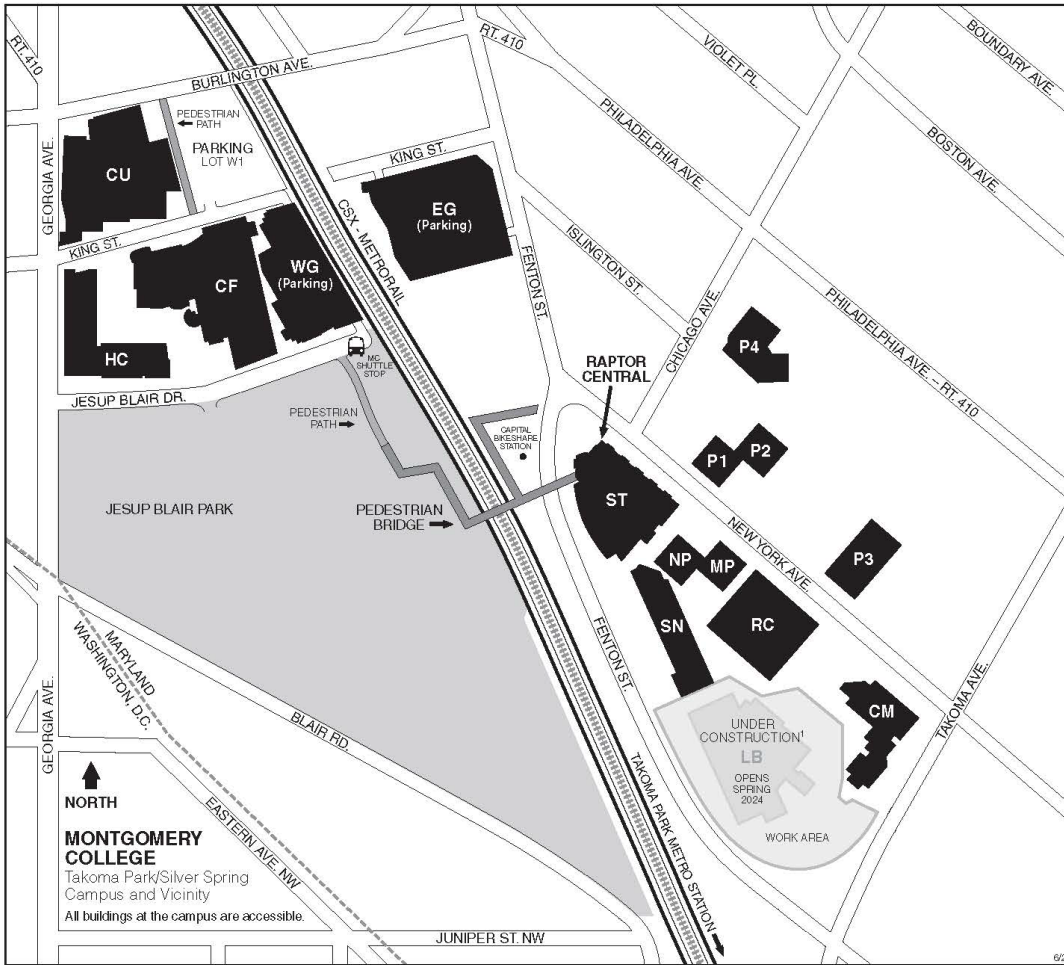 RT. 410
BURLINGTON AVE.
RT. 410
VIOLET PL.
BOUNDARY AVE.
PEDESTRIAN
PATH
PARKING
LOT W1
GEORGIA AVE.
CU
KING ST.
KING ST.
EG
(Parking)
PHILADELPHIA AVE.
BOSTON AVE.
CSX - METRORAIL
FENTON ST.
ISLINGTON ST.
CHICAGO AVE.
PHILADELPHIA AVE. -- RT. 410
HC
CF
WG
(Parking)
MC
SHUTTLE
STOP
JESUP BLAIR DR.
PEDESTRIAN
PATH
RAPTOR
CENTRAL
CAPITAL
BIKESHARE
STATION
P4
P1
P2
ST
JESUP BLAIR PARK
PEDESTRIAN
BRIDGE
NEW YORK AVE.
P3
NP
MP
SN
RC
FENTON ST.
CM
TAKOMA AVE.
MARYLAND
WASHINGTON, D.C.
GEORGIA AVE.
BLAIR RD.
UNDER
CONSTRUCTION¹
LB
OPENS
SPRING
2024
WORK AREA
TAKOMA PARK METRO STATION
NORTH
EASTERN AVE. NW
MONTGOMERY
COLLEGE
Takoma Park/Silver Spring
Campus and Vicinity
All buildings at the campus are accessible.
JUNIPER ST. NW